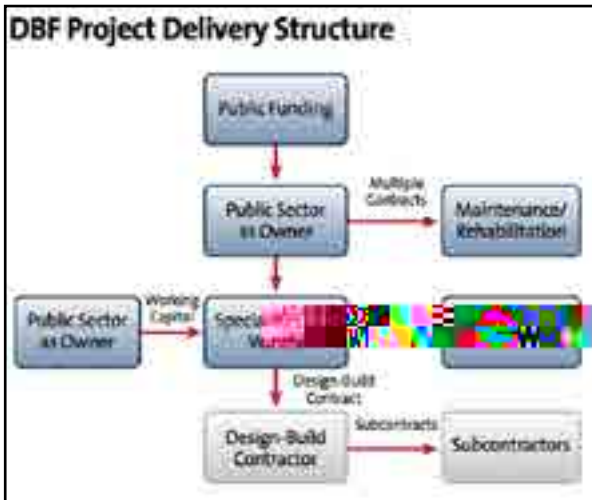 DBF Project Delivery Structure
Public Funding
Multiple
Contracts
Public Sector
as Owner
Maintenance/
Rehabilitation
Working
Capital
Public Sector
as Owner
Design-Build
Contract
Subcontracts
Design-Build
Contractor
Subcontractors